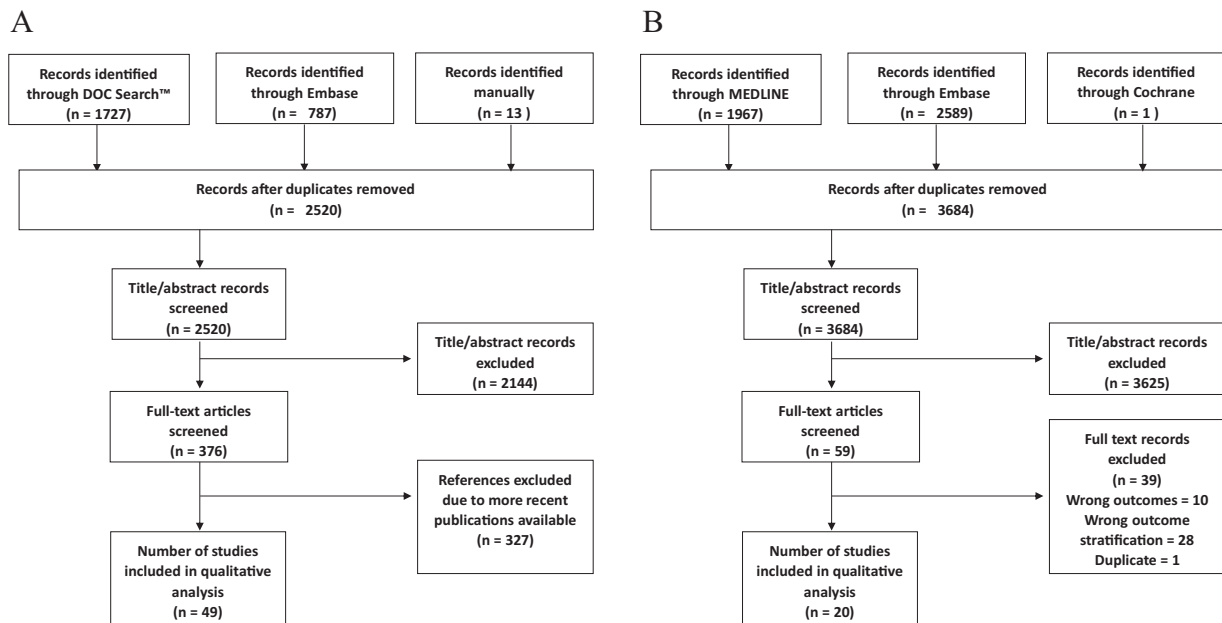 A
Records identified
through DOC Search™
(n = 1727)
Records identified
through Embase
(n = 787)
Records identified
manually
(n = 13 )
Records after duplicates removed
(n = 2520)
Title/abstract records
screened
(n = 2520)
Title/abstract records
excluded
(n = 2144)
Full-text articles
screened
(n = 376)
References excluded
due to more recent
publications available
(n = 327)
Number of studies
included in qualitative
analysis
(n = 49)
B
Records identified
through MEDLINE
(n = 1967)
Records identified
through Embase
(n = 2589)
Records identified
through Cochrane
(n = 1 )
Records after duplicates removed
(n = 3684)
Title/abstract records
screened
(n = 3684)
Title/abstract records
excluded
(n = 3625)
Full-text articles
screened
(n = 59)
Full text records
excluded
(n = 39)
Wrong outcomes = 10
Wrong outcome
stratification = 28
Duplicate = 1
Number of studies
included in qualitative
analysis
(n = 20)